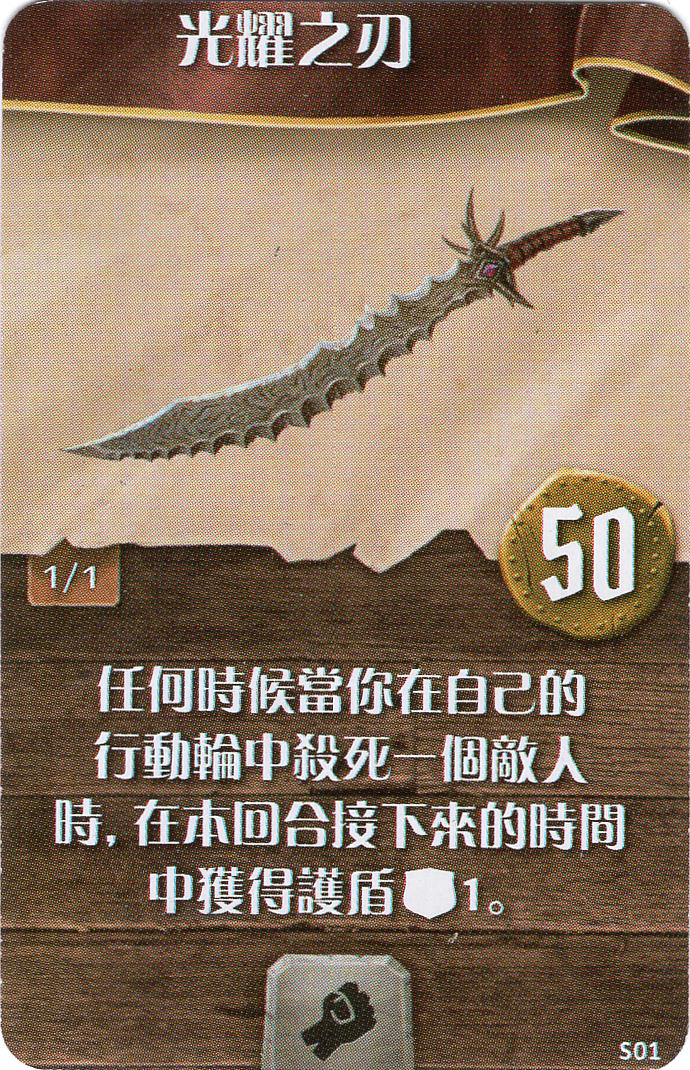 光耀之刃
50
1/1
任何時候當你在自己的
行動輪中殺死一個敵人
時,在本回合接下來的時間
中獲得護盾1。
S01